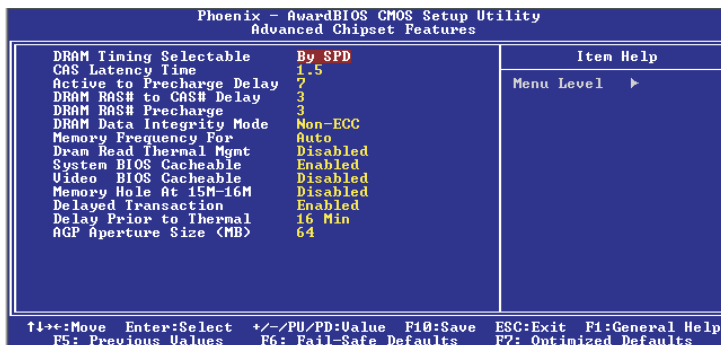 Phoenix - AwardBIOS CMOS Setup Utility
Advanced Chipset Features
DRAM Timing Selectable By SPD
CAS Latency Time 1.5
Active to Precharge Delay 7
DRAM RAS# to CAS# Delay 3
DRAM RAS# Precharge 3
DRAM Data Integrity Mode Non-ECC
Memory Frequency For Auto
Dram Read Thermal Mgmt Disabled
System BIOS Cacheable Enabled
Video BIOS Cacheable Disabled
Memory Hole At 15M-16M Disabled
Delayed Transaction Enabled
Delay Prior to Thermal 16 Min
AGP Aperture Size (MB) 64
Item Help
Menu Level ▶
↑↓→←:Move Enter:Select +/-/PU/PD:Value F10:Save ESC:Exit F1:General Help
F5: Previous Values F6: Fail-Safe Defaults F7: Optimized Defaults